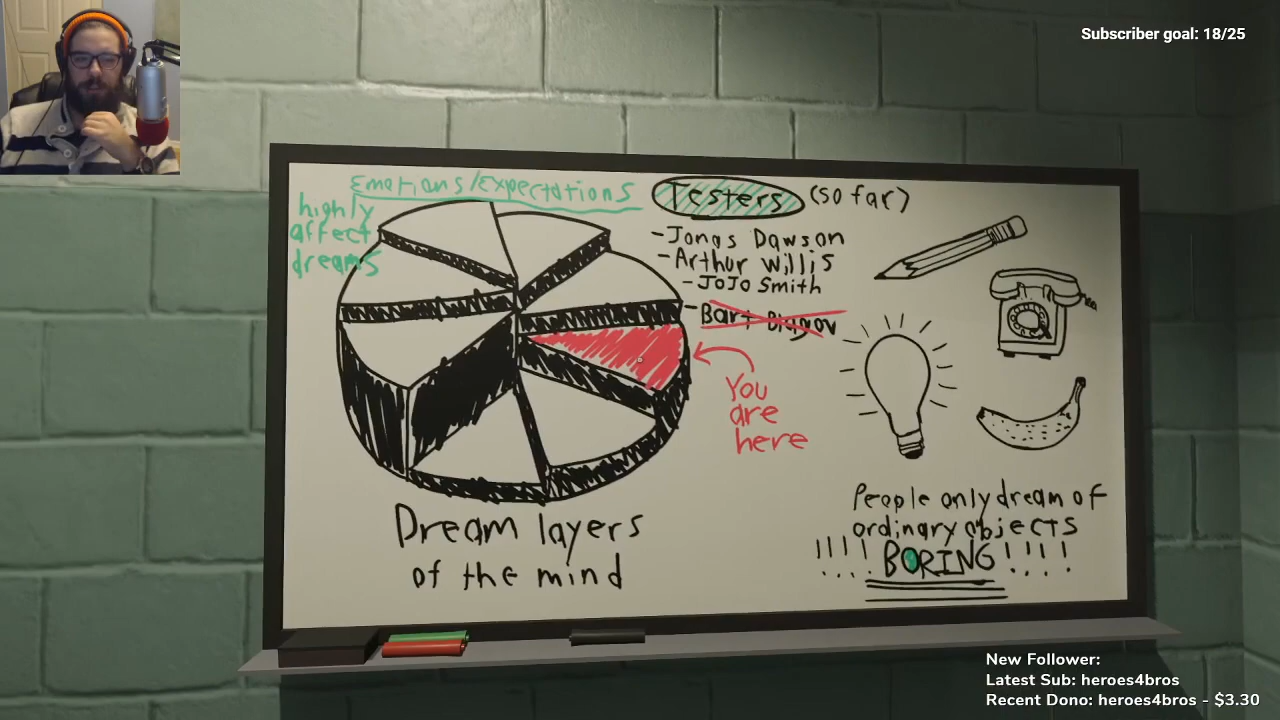 Subscriber goal: 18/25
Emotions/Expectations
highly
affect
dreams
Testers (so far)
- Jonas Dawson
- Arthur Willis
- JoJo Smith
- Bart
You
are
here
Dream layers
of the mind
People only dream of
ordinary objects
!!!! BORING !!!!
New Follower:
Latest Sub: heroes4bros
Recent Dono: heroes4bros - $3.30